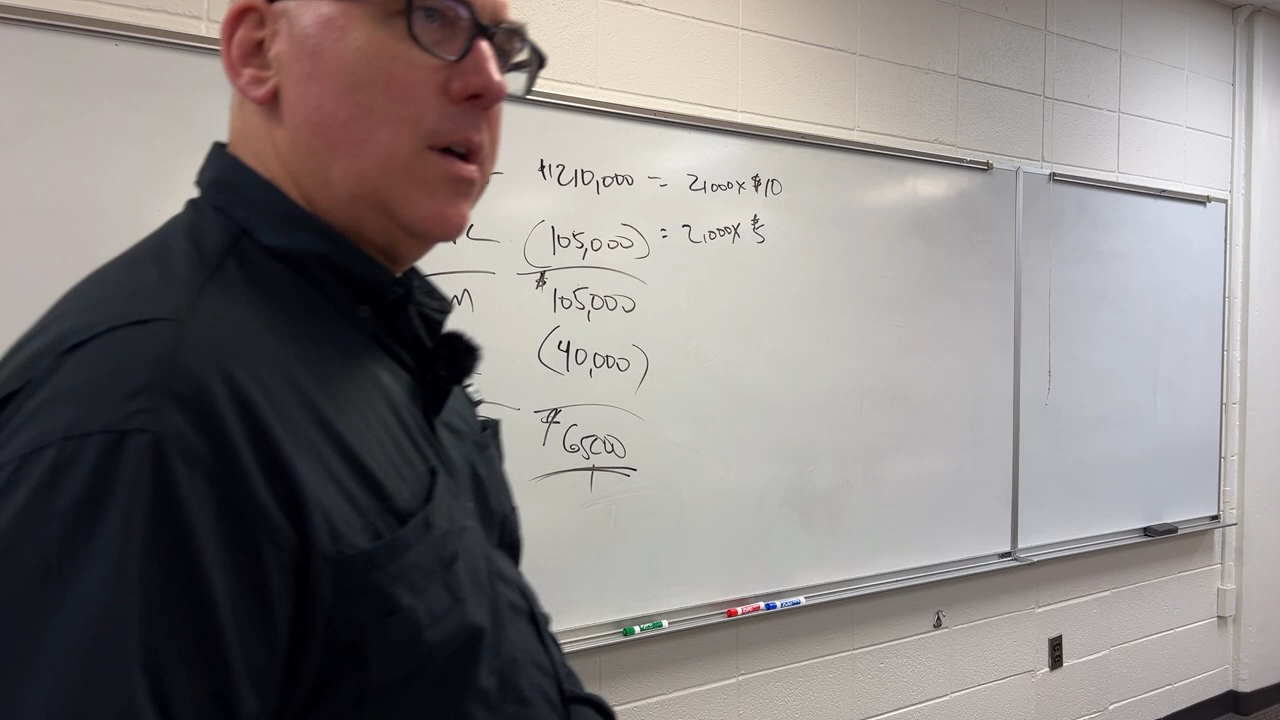 $210,000 = 21,000 x $10
(105,000) = 21,000 x $5
M $105,000
(40,000)
$65,000